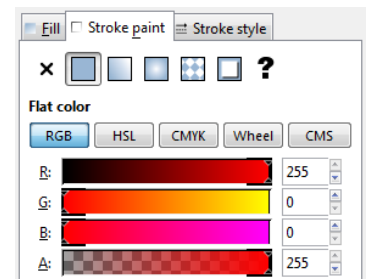 Fill Stroke paint Stroke style
?
Flat color
RGB HSL CMYK Wheel CMS
R: 255
G: 0
B: 0
A: 255